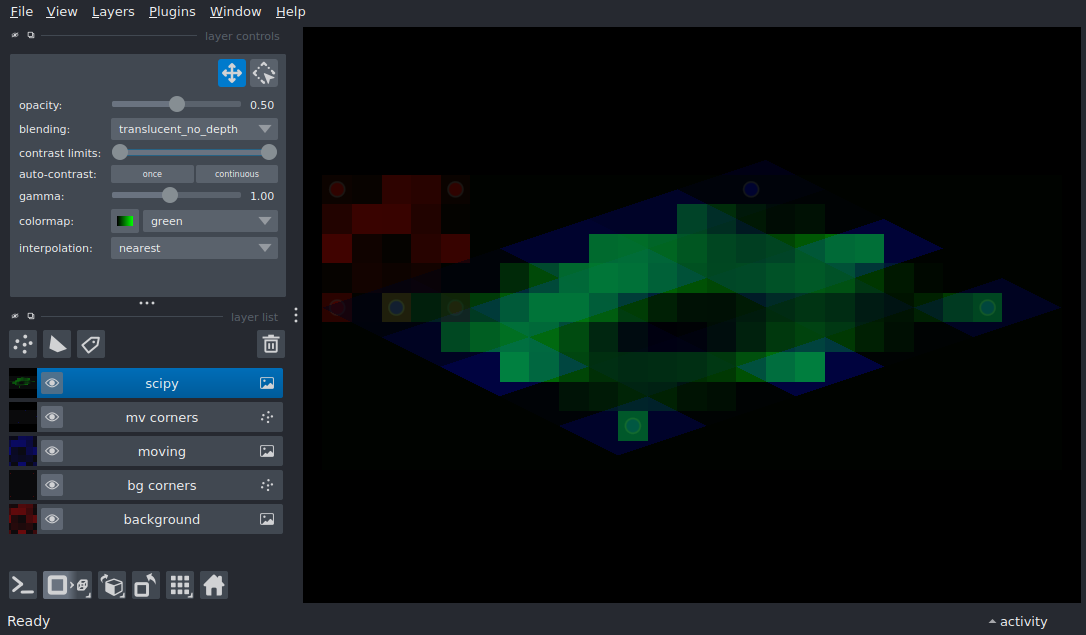 File View Layers Plugins Window Help
layer controls
opacity: 0.50
blending: translucent_no_depth
contrast limits:
auto-contrast: once continuous
gamma: 1.00
colormap: green
interpolation: nearest
layer list
scipy
mv corners
moving
bg corners
background
Ready
activity